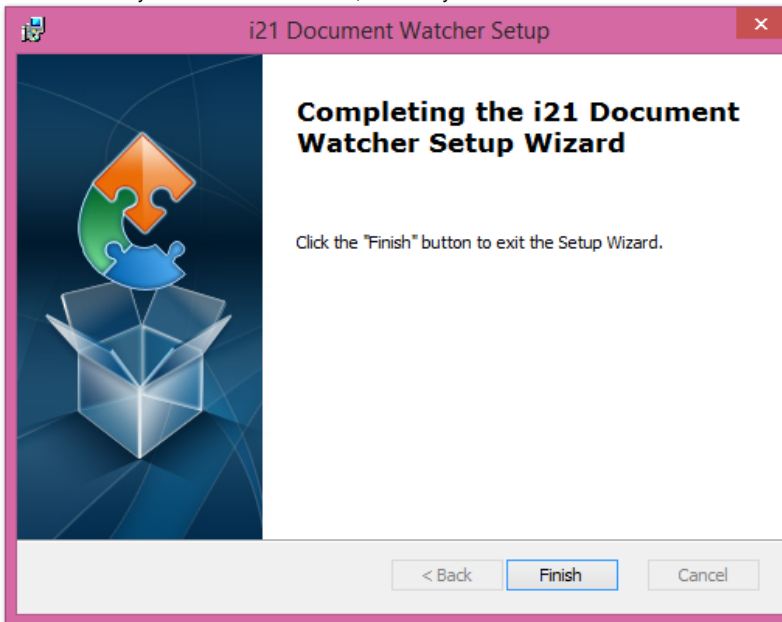 i21 Document Watcher Setup
Completing the i21 Document
Watcher Setup Wizard
Click the "Finish" button to exit the Setup Wizard.
< Back
Finish
Cancel